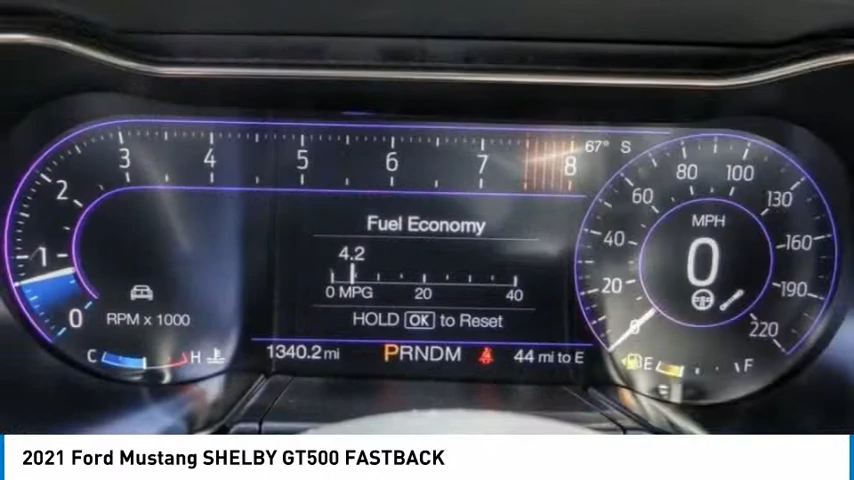 3 4 5 6 7 8 67° S
2 1 0
RPM x 1000
C H
Fuel Economy
4.2
0 MPG 20 40
HOLD OK to Reset
1340.2 mi PRNDM 44 mi to E
0 20 40 60 80 100 130 160 190 220
MPH
0
E F
2021 Ford Mustang SHELBY GT500 FASTBACK